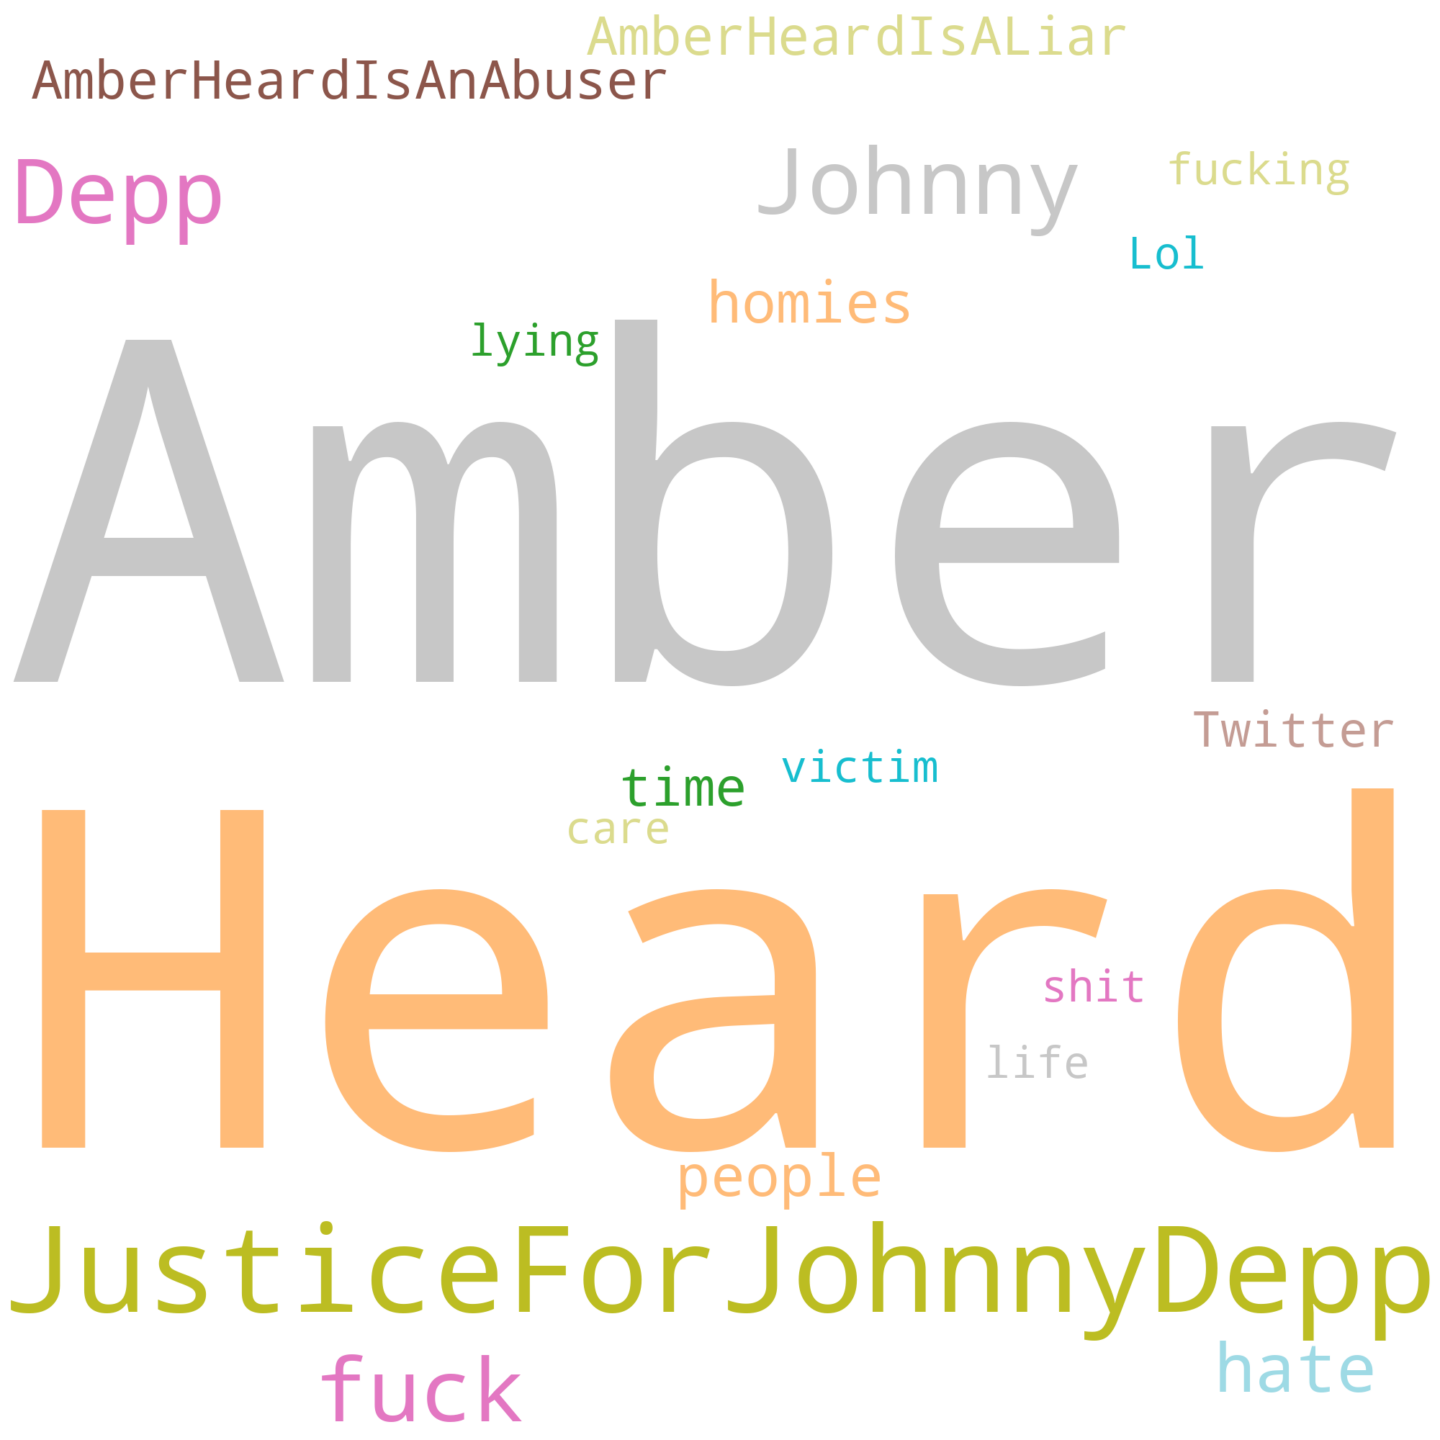 AmberHeardIsALiar
AmberHeardIsAnAbuser
Depp
Johnny
fucking
Lol
homies
lying
Amber
Twitter
victim
time
care
Heard
shit
life
people
JusticeForJohnnyDepp
fuck
hate